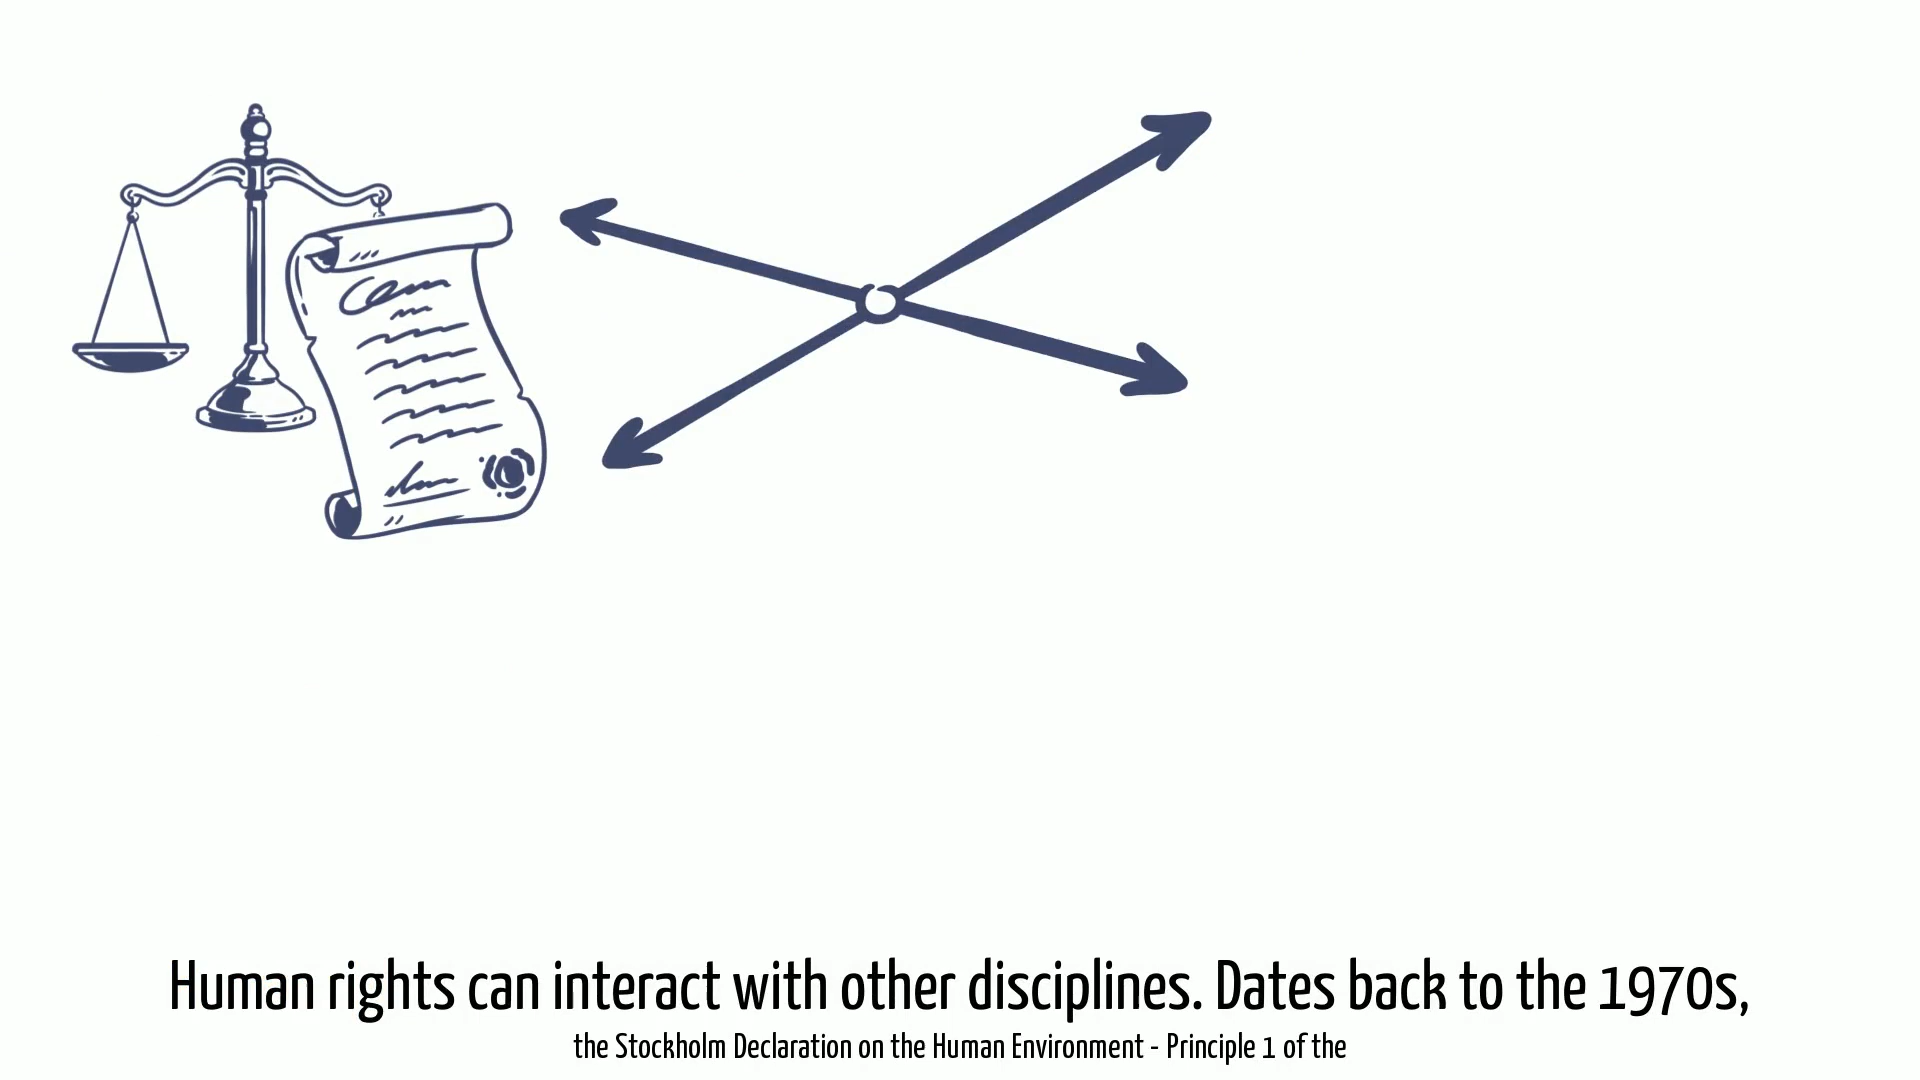 Human rights can interact with other disciplines. Dates back to the 1970s,
the Stockholm Declaration on the Human Environment - Principle 1 of the